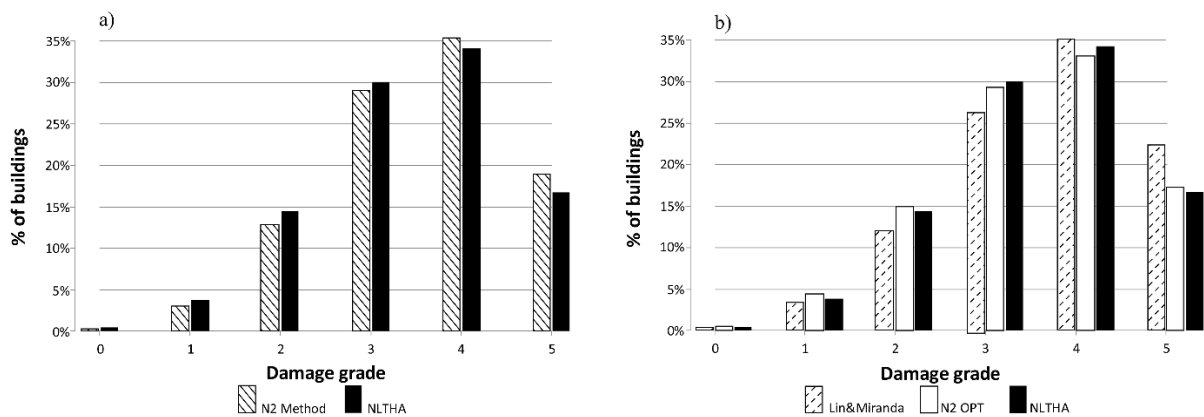 a)
35%
30%
25%
20%
15%
10%
5%
0%
% of buildings
0 1 2 3 4 5
Damage grade
N2 Method NLTHA
b)
35%
30%
25%
20%
15%
10%
5%
0%
% of buildings
0 1 2 3 4 5
Damage grade
Lin&Miranda N2 OPT NLTHA